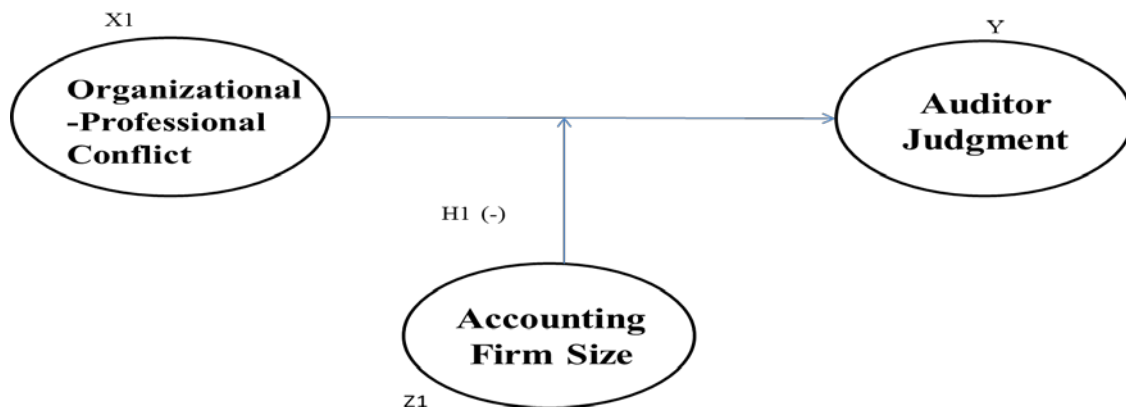 X1
Organizational
-Professional
Conflict
Y
Auditor
Judgment
H1 (-)
Accounting
Firm Size
Z1